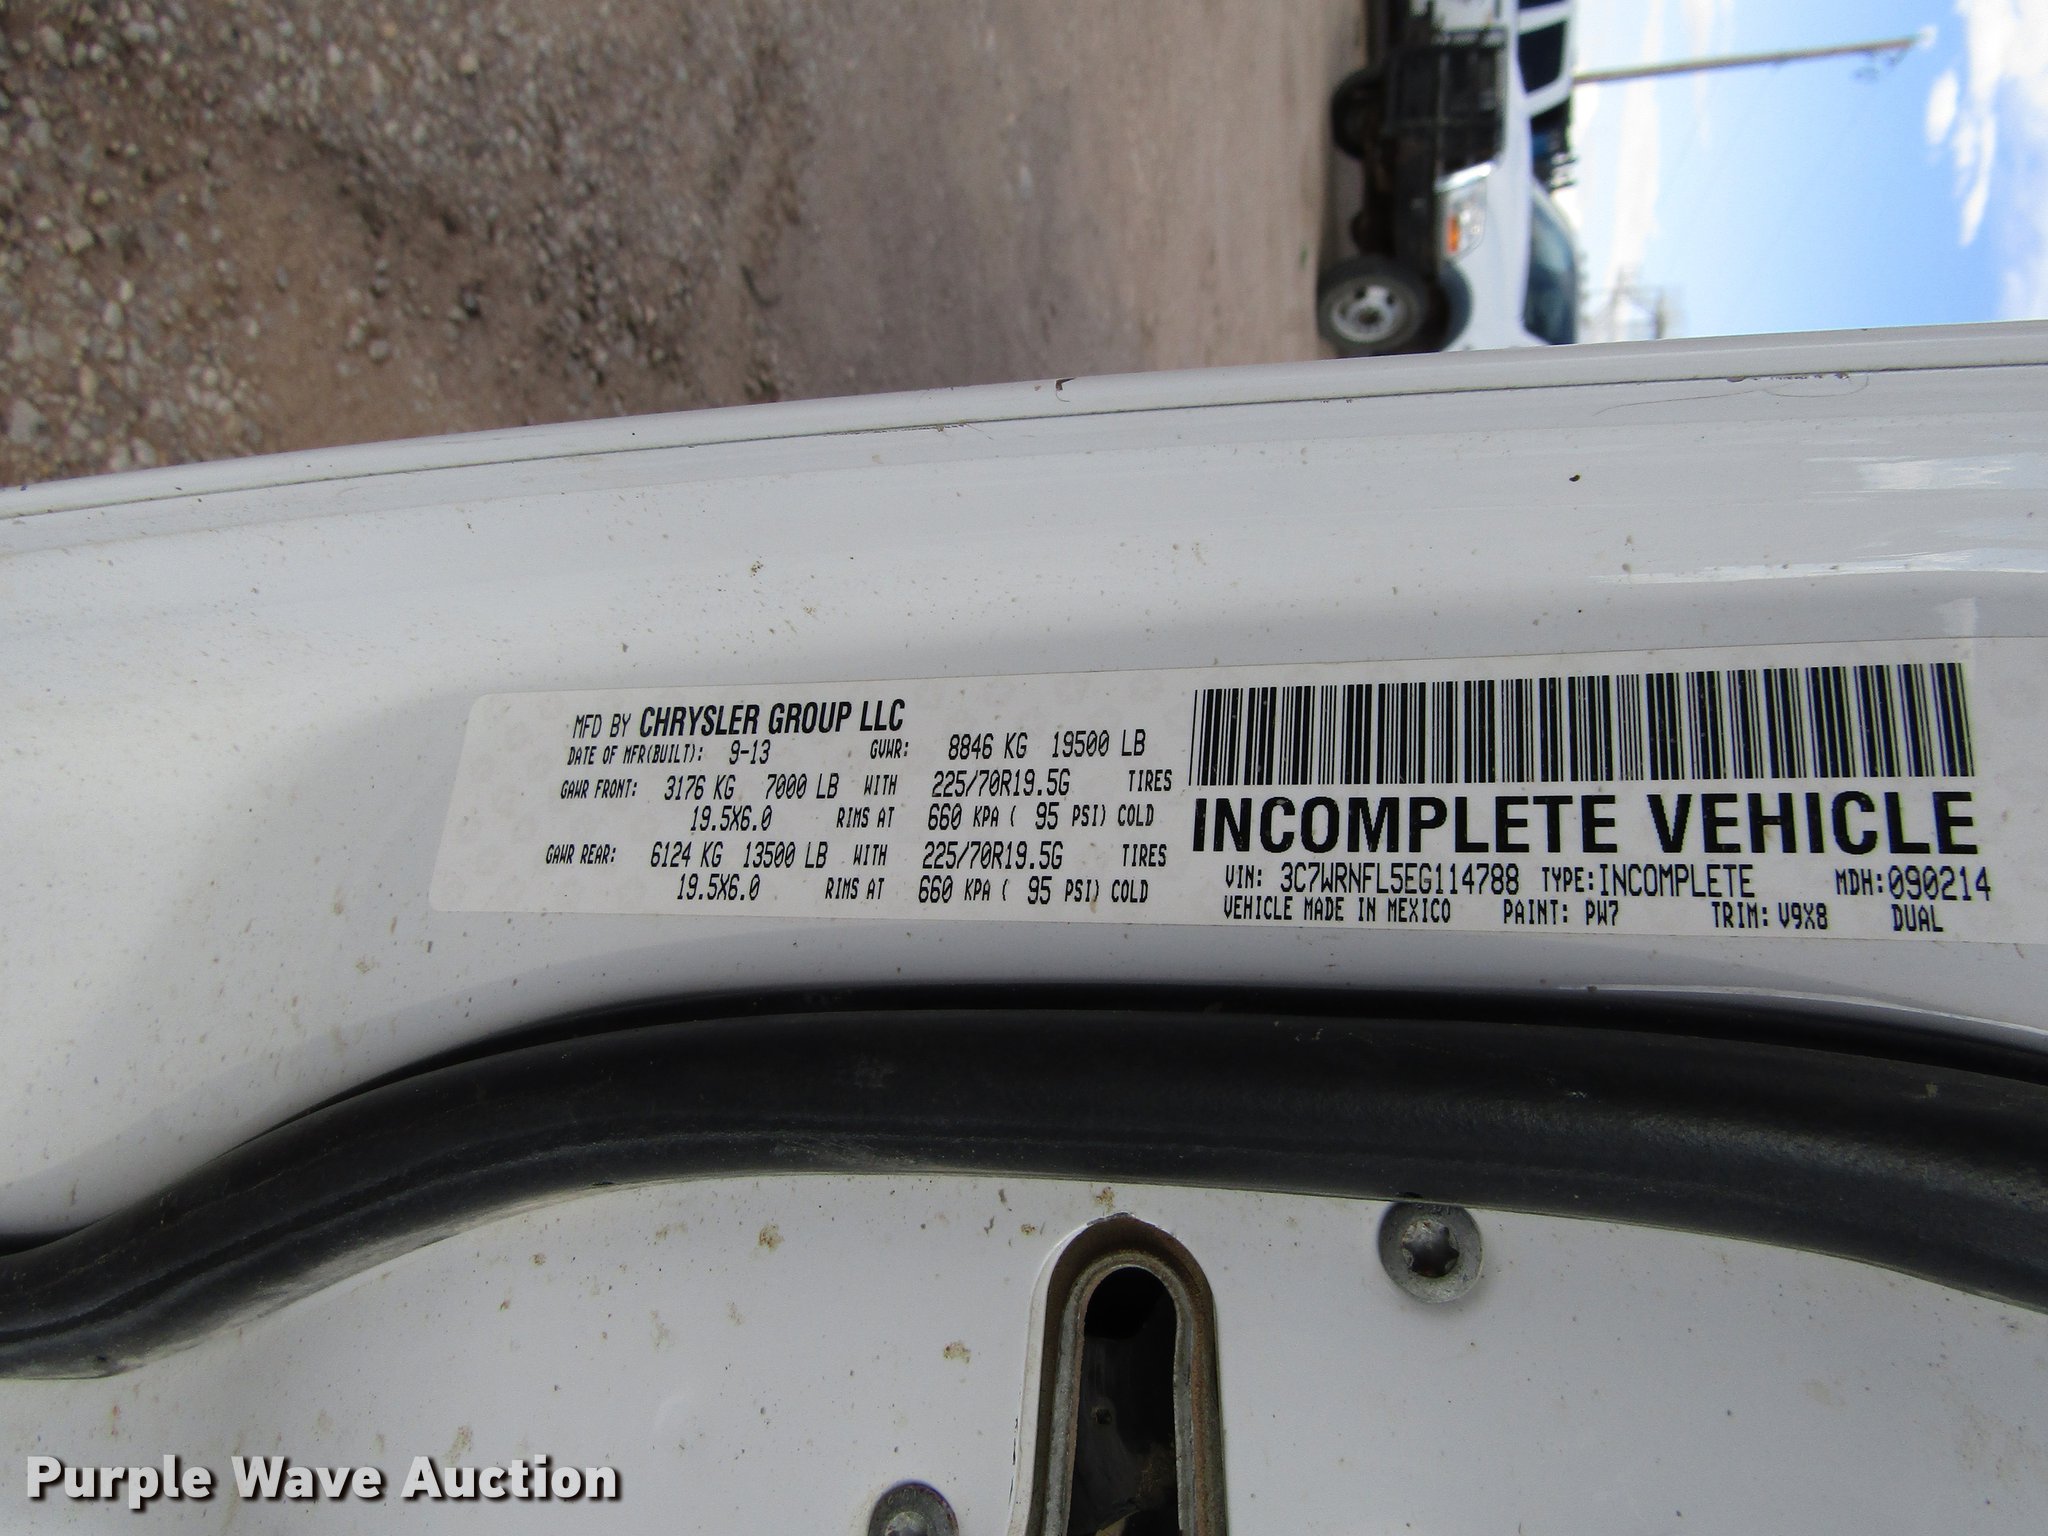 MFD BY CHRYSLER GROUP LLC
DATE OF MFR(BUILT): 9-13 GVWR: 8846 KG 19500 LB
GAWR FRONT: 3176 KG 7000 LB WITH 225/70R19.5G TIRES
19.5X6.0 RIMS AT 660 KPA ( 95 PSI) COLD
GAWR REAR: 6124 KG 13500 LB WITH 225/70R19.5G TIRES
19.5X6.0 RIMS AT 660 KPA ( 95 PSI) COLD
INCOMPLETE VEHICLE
VIN: 3C7WRNFL5EG114788 TYPE: INCOMPLETE MDH: 090214
VEHICLE MADE IN MEXICO PAINT: PW7 TRIM: V9X8 DUAL
Purple Wave Auction